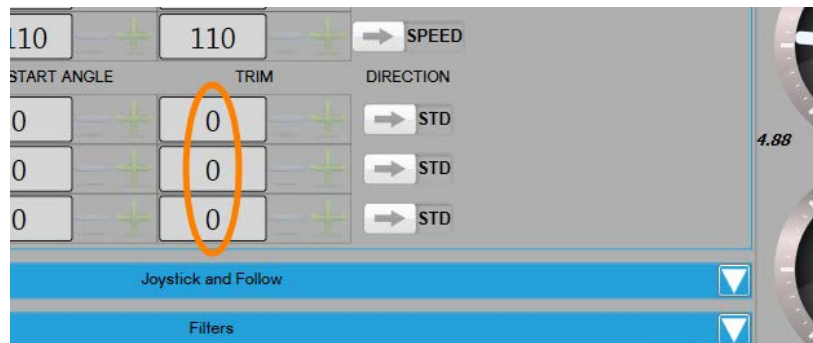 110 110 SPEED
START ANGLE TRIM DIRECTION
0 0 STD
4.88
0 0 STD
0 0 STD
Joystick and Follow
Filters